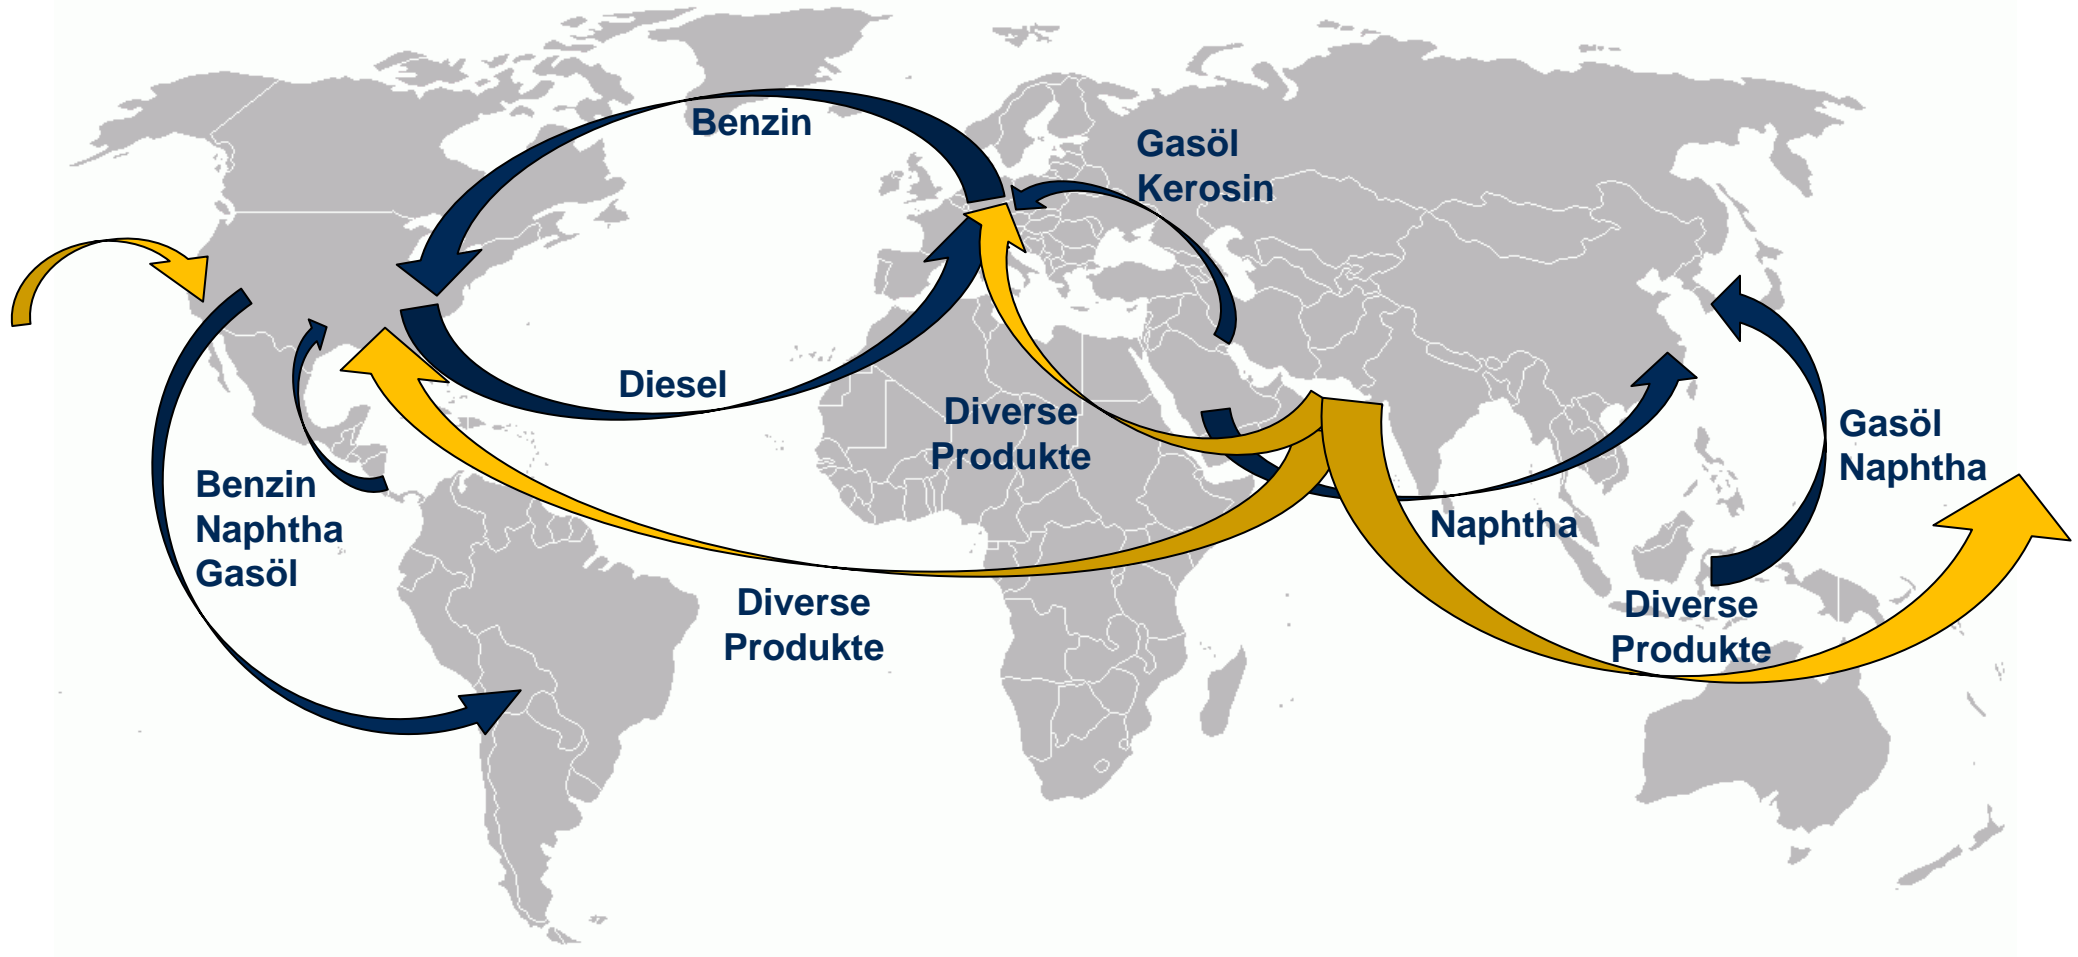 Benzin
Gasöl
Kerosin
Diesel
Diverse
Produkte
Gasöl
Naphtha
Benzin
Naphtha
Gasöl
Naphtha
Diverse
Produkte
Diverse
Produkte